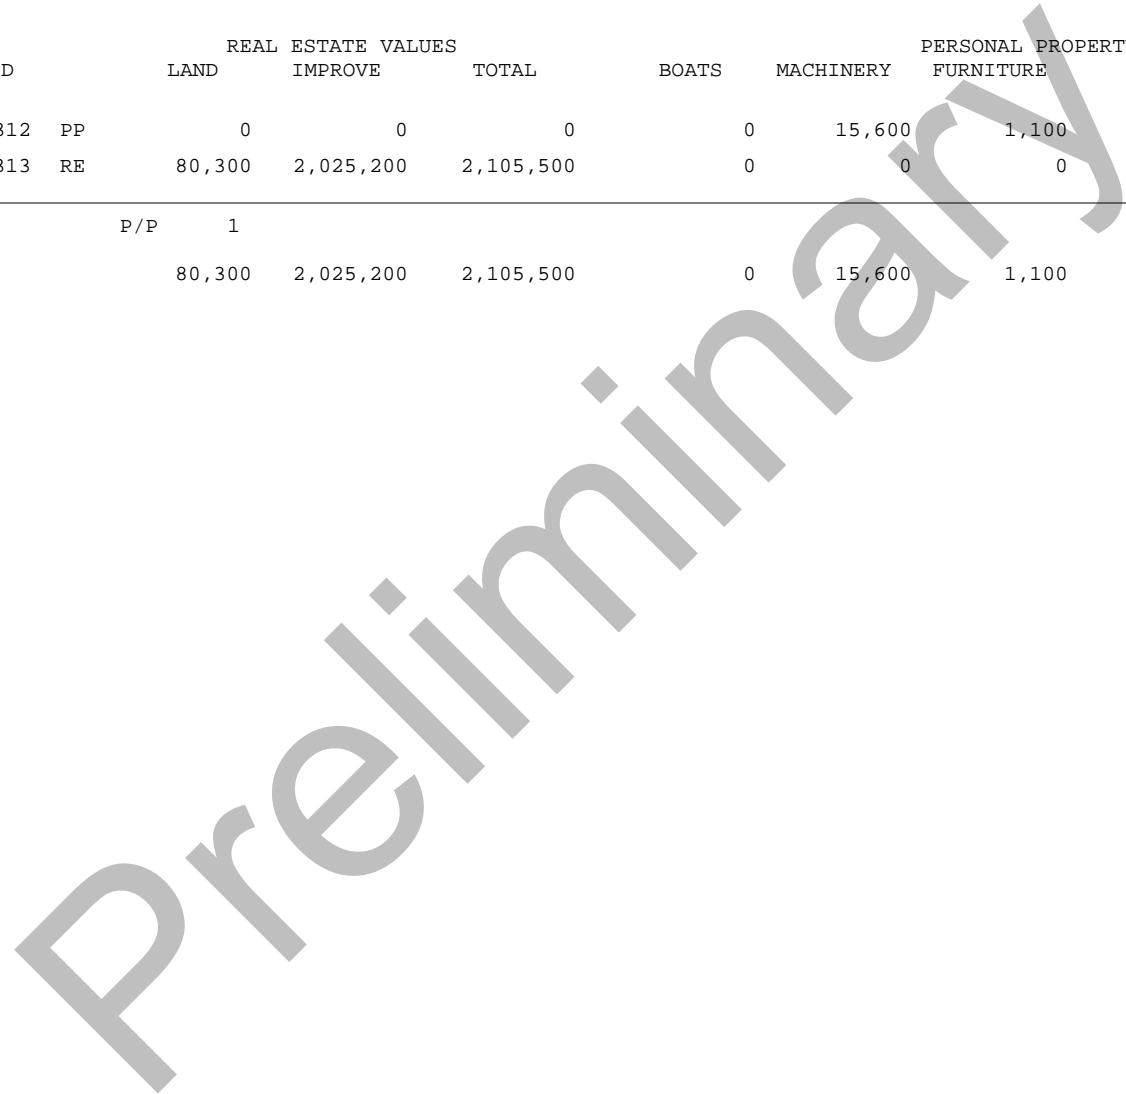 REAL ESTATE VALUES PERSONAL PROPERT
D LAND IMPROVE TOTAL BOATS MACHINERY FURNITURE
312 PP 0 0 0 0 15,600 1,100
313 RE 80,300 2,025,200 2,105,500 0 0 0
P/P 1
80,300 2,025,200 2,105,500 0 15,600 1,100
Preliminary